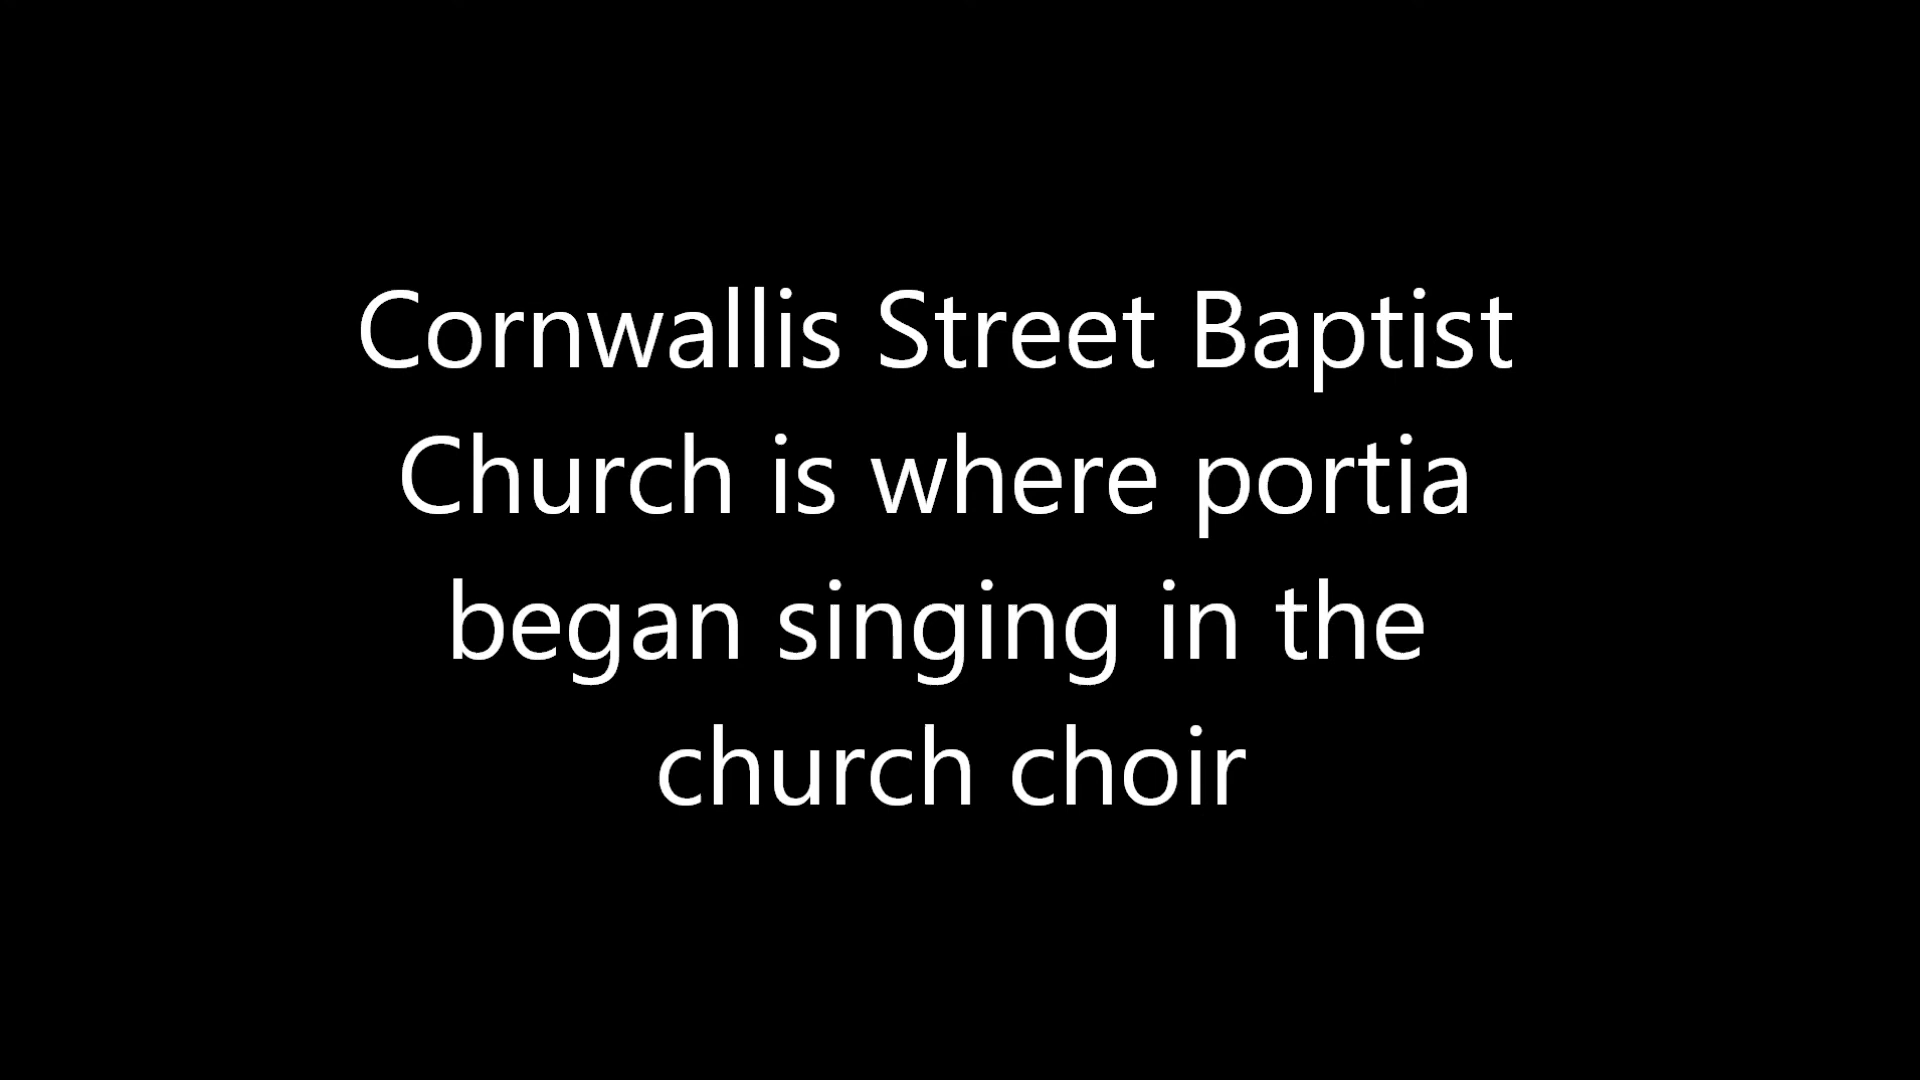 Cornwallis Street Baptist
Church is where portia
began singing in the
church choir